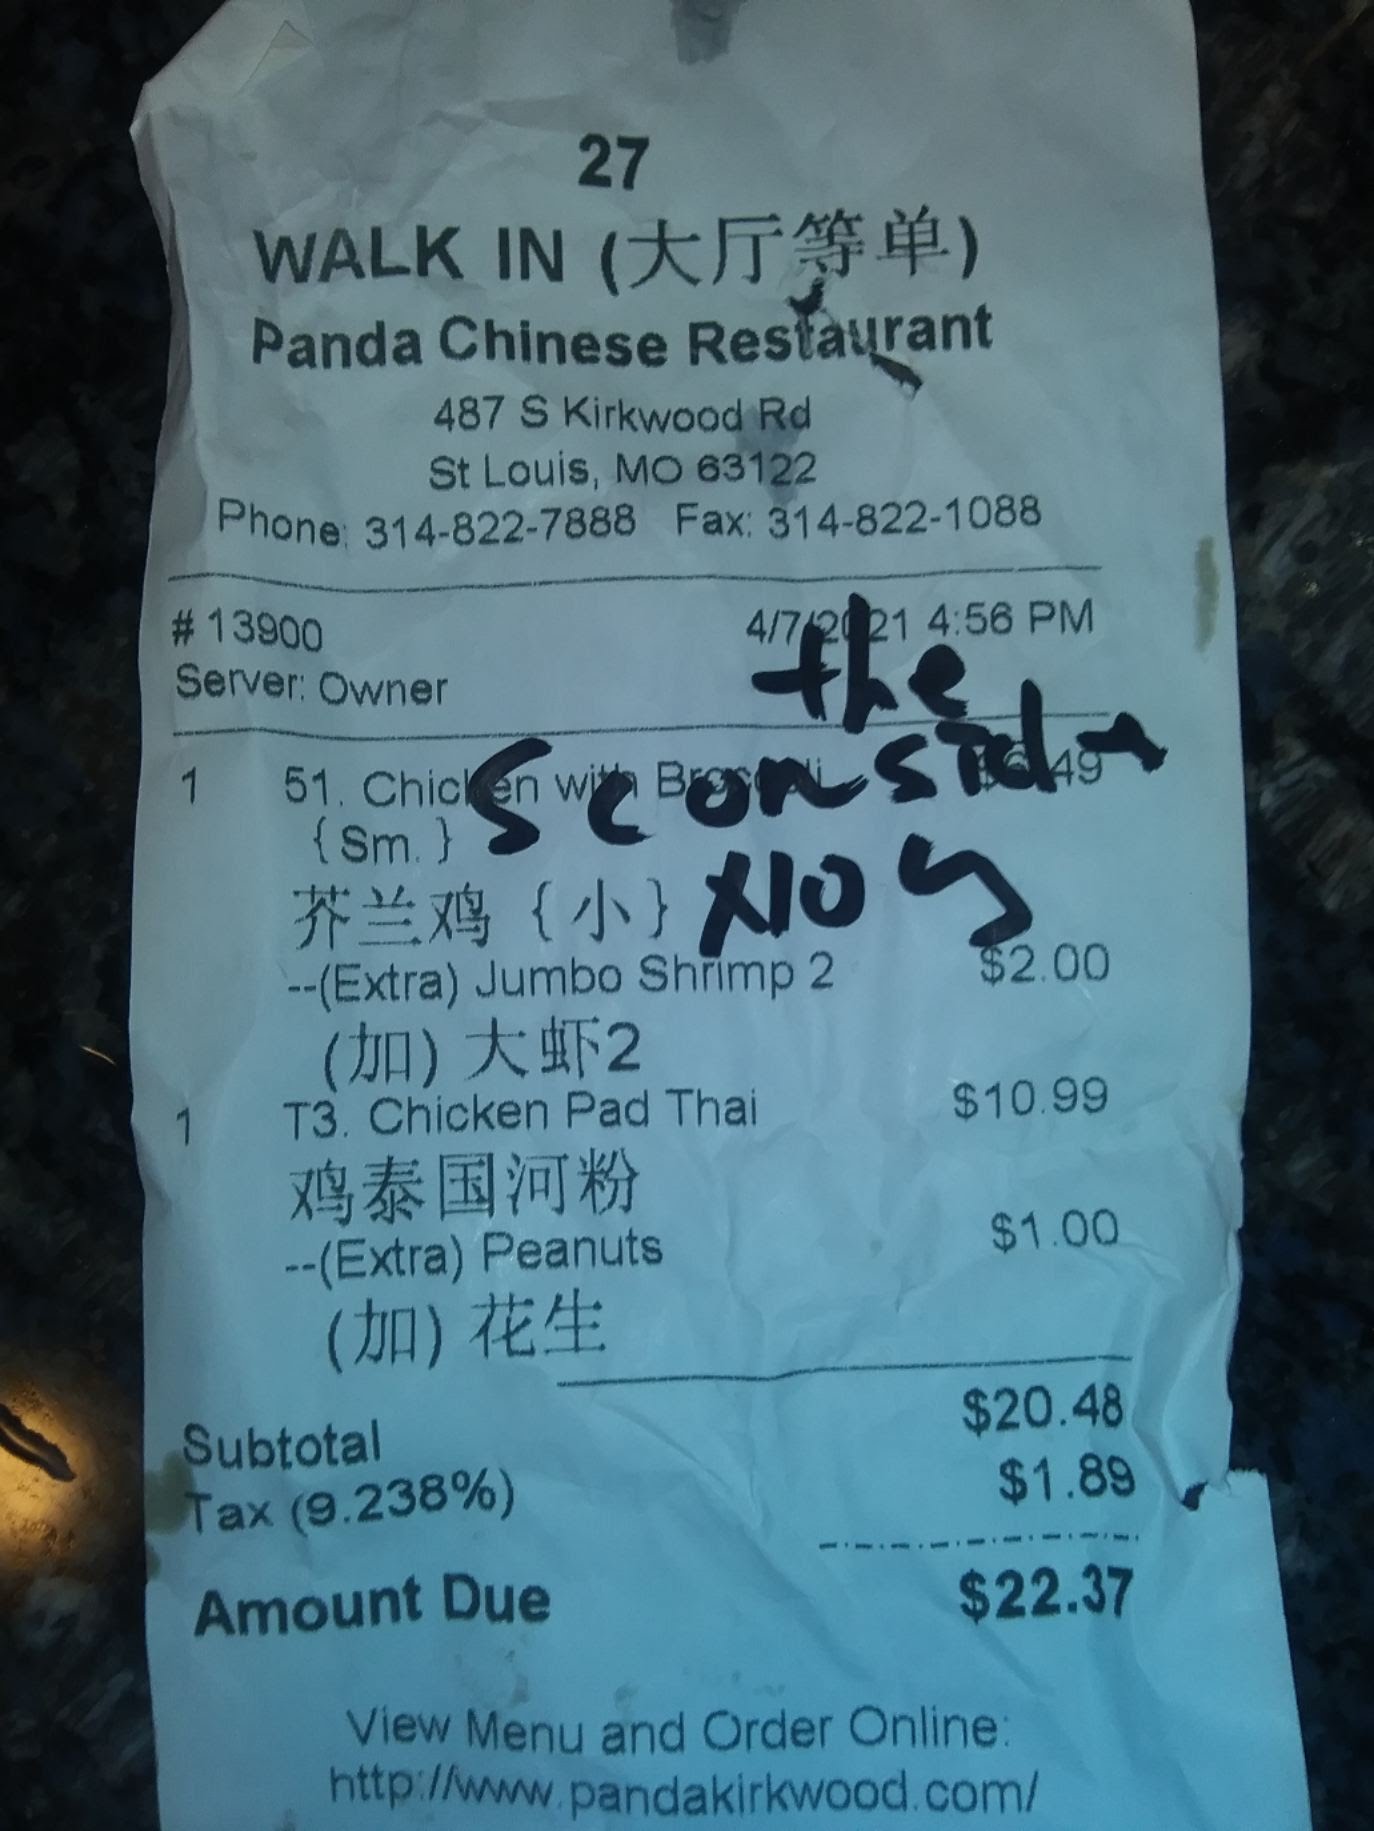 27
WALK IN (大厅等单)
Panda Chinese Restaurant
487 S Kirkwood Rd
St Louis, MO 63122
Phone: 314-822-7888 Fax: 314-822-1088
# 13900 4/7/2021 4:56 PM
Server: Owner
the
1 51. Chicken with Broccoli $6.49
{Sm. }
芥兰鸡 {小}
--(Extra) Jumbo Shrimp 2 $2.00
(加) 大虾2
1 T3. Chicken Pad Thai $10.99
鸡泰国河粉
--(Extra) Peanuts $1.00
(加) 花生
Subtotal $20.48
Tax (9.238%) $1.89
Amount Due $22.37
View Menu and Order Online:
http://www.pandakirkwood.com/